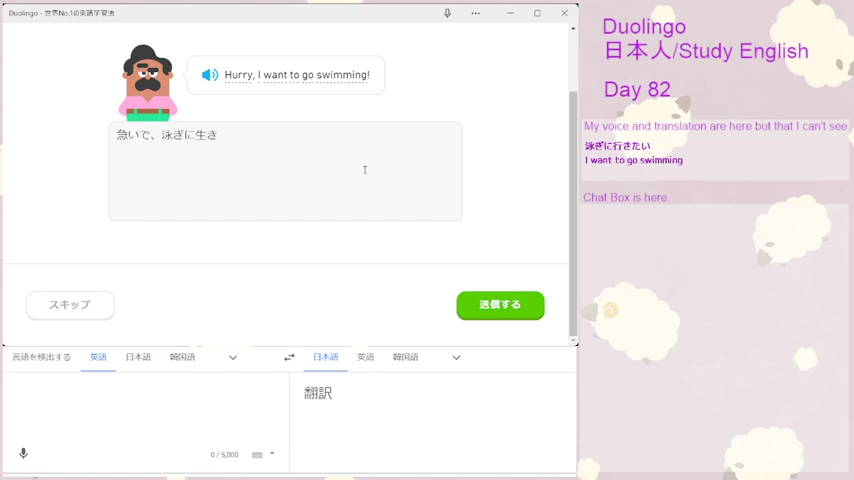 Duolingo - 世界No.1の英語学習法
Hurry, I want to go swimming!
急いで、泳ぎに生き
スキップ
送信する
言語を検出する 英語 日本語 韓国語
日本語 英語 韓国語
翻訳
0 / 5,000
Duolingo
日本人/Study English
Day 82
My voice and translation are here but that I can't see
泳ぎに行きたい
I want to go swimming
Chat Box is here.